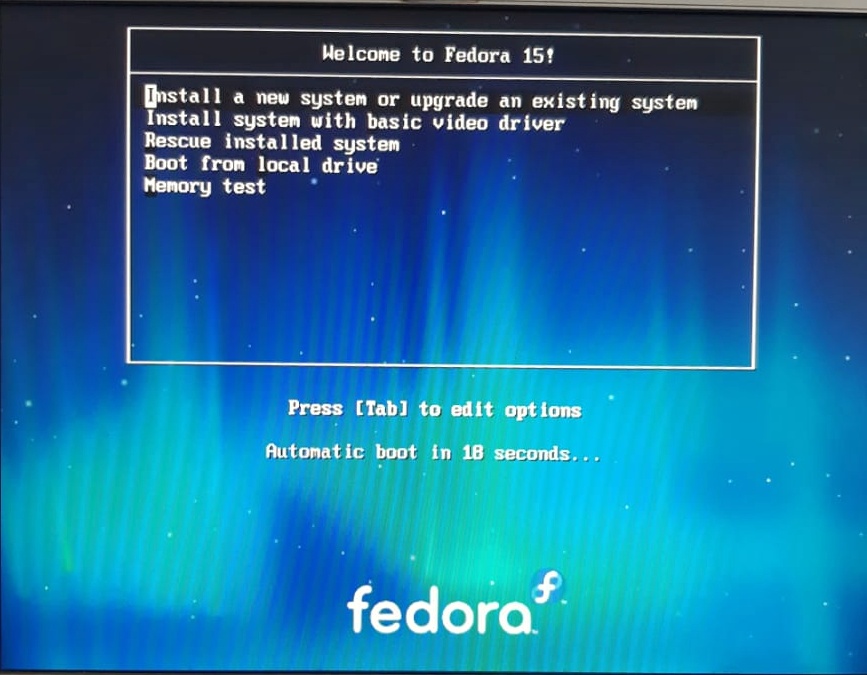 Welcome to Fedora 15!
Install a new system or upgrade an existing system
Install system with basic video driver
Rescue installed system
Boot from local drive
Memory test
Press [Tab] to edit options
Automatic boot in 18 seconds...
fedora